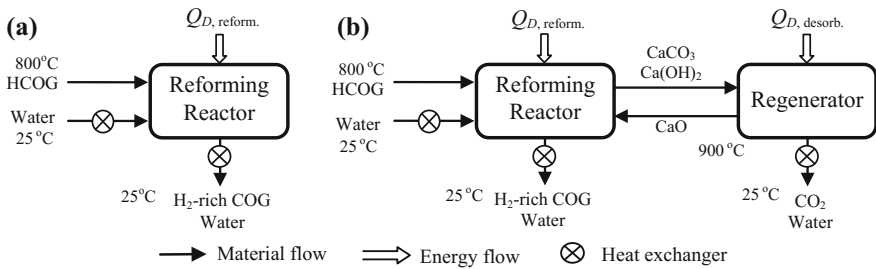 (a)
Q_D, reform.
800°C
HCOG
Water
25 °C
Reforming
Reactor
25°C
H₂-rich COG
Water
(b)
Q_D, reform.
800°C
HCOG
Water
25 °C
Reforming
Reactor
25 °C
H₂-rich COG
Water
CaCO₃
Ca(OH)₂
CaO
Q_D, desorb.
Regenerator
900 °C
25 °C
CO₂
Water
Material flow
Energy flow
Heat exchanger